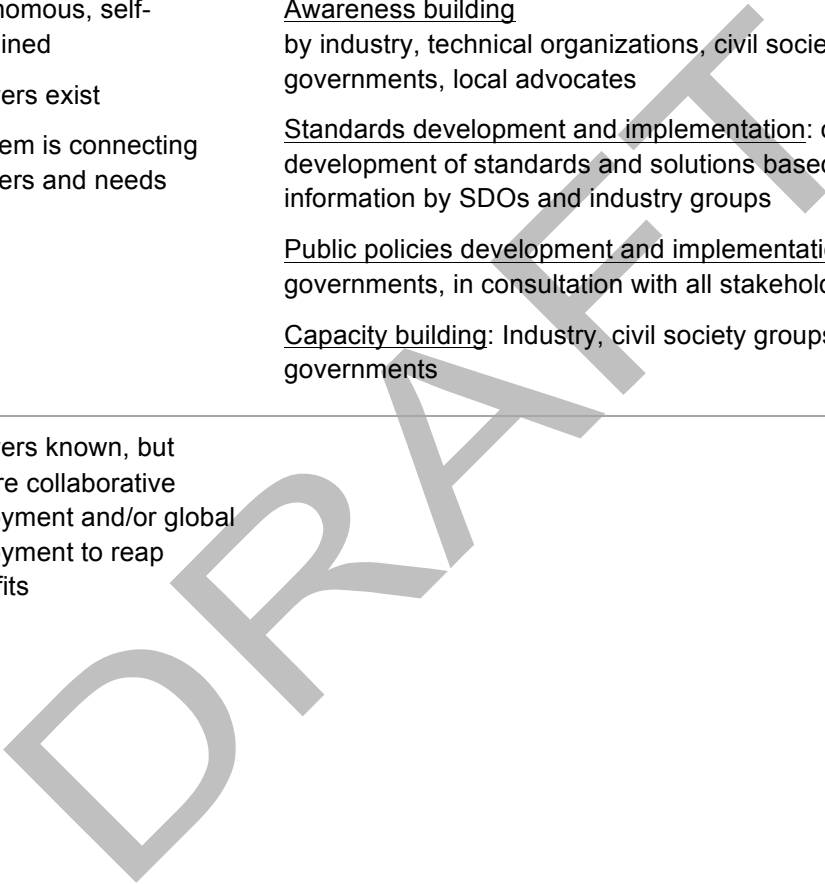 nomous, self-
ined
ers exist
em is connecting
ers and needs
Awareness building
by industry, technical organizations, civil socie
governments, local advocates
Standards development and implementation:
development of standards and solutions based
information by SDOs and industry groups
Public policies development and implementati
governments, in consultation with all stakehol
Capacity building: Industry, civil society groups
governments
ers known, but
re collaborative
yment and/or global
yment to reap
fits
DRAFT